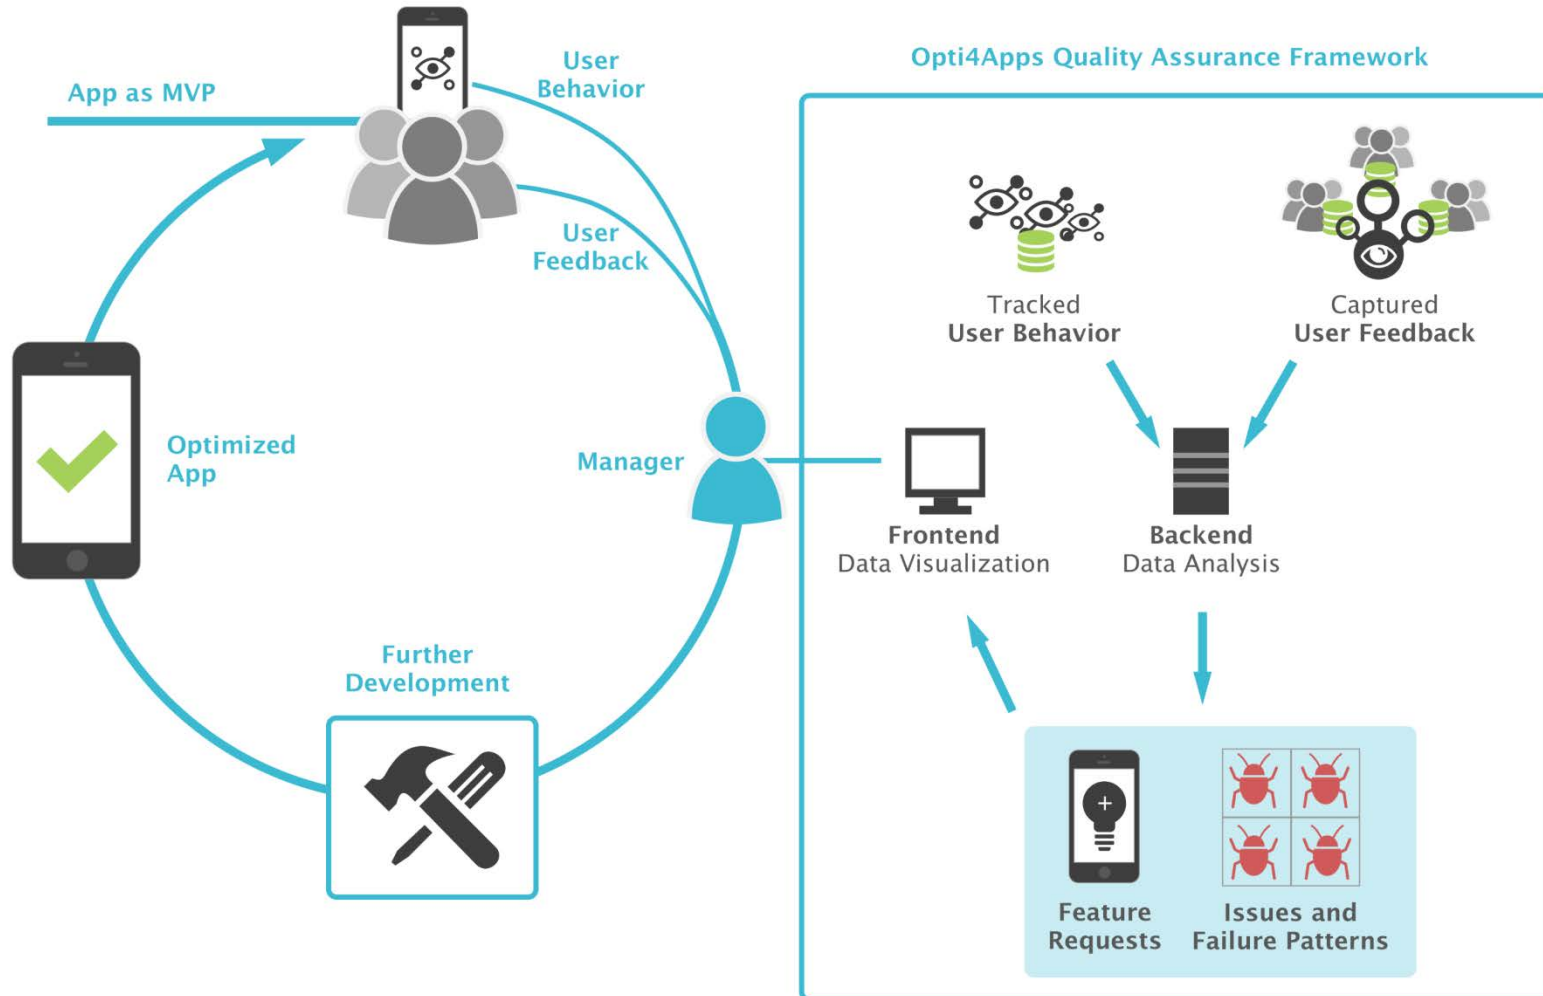 App as MVP
User
Behavior
User
Feedback
Optimized
App
Manager
Further
Development
Opti4Apps Quality Assurance Framework
Tracked
User Behavior
Captured
User Feedback
Frontend
Data Visualization
Backend
Data Analysis
Feature
Requests
Issues and
Failure Patterns